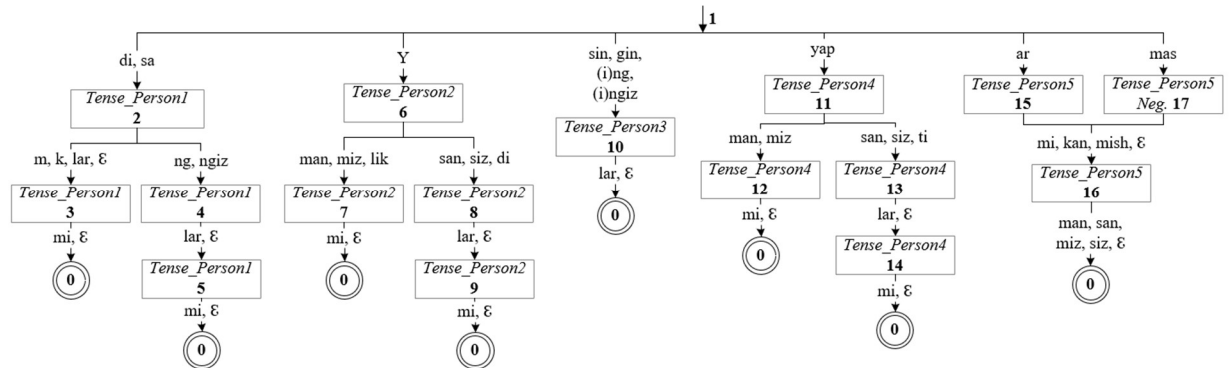 1
di, sa
Y
sin, gin,
(i)ng,
(i)ngiz
yap
ar
mas
Tense_Person1
2
Tense_Person2
6
Tense_Person3
10
Tense_Person4
11
Tense_Person5
15
Tense_Person5
Neg. 17
m, k, lar, Ɛ
ng, ngiz
man, miz, lik
san, siz, di
lar, Ɛ
man, miz
san, siz, ti
mi, kan, mish, Ɛ
Tense_Person1
3
Tense_Person1
4
Tense_Person2
7
Tense_Person2
8
0
Tense_Person4
12
Tense_Person4
13
Tense_Person5
16
mi, Ɛ
lar, Ɛ
mi, Ɛ
lar, Ɛ
mi, Ɛ
lar, Ɛ
man, san,
miz, siz, Ɛ
0
Tense_Person1
5
0
Tense_Person2
9
0
Tense_Person4
14
0
mi, Ɛ
mi, Ɛ
mi, Ɛ
0
0
0